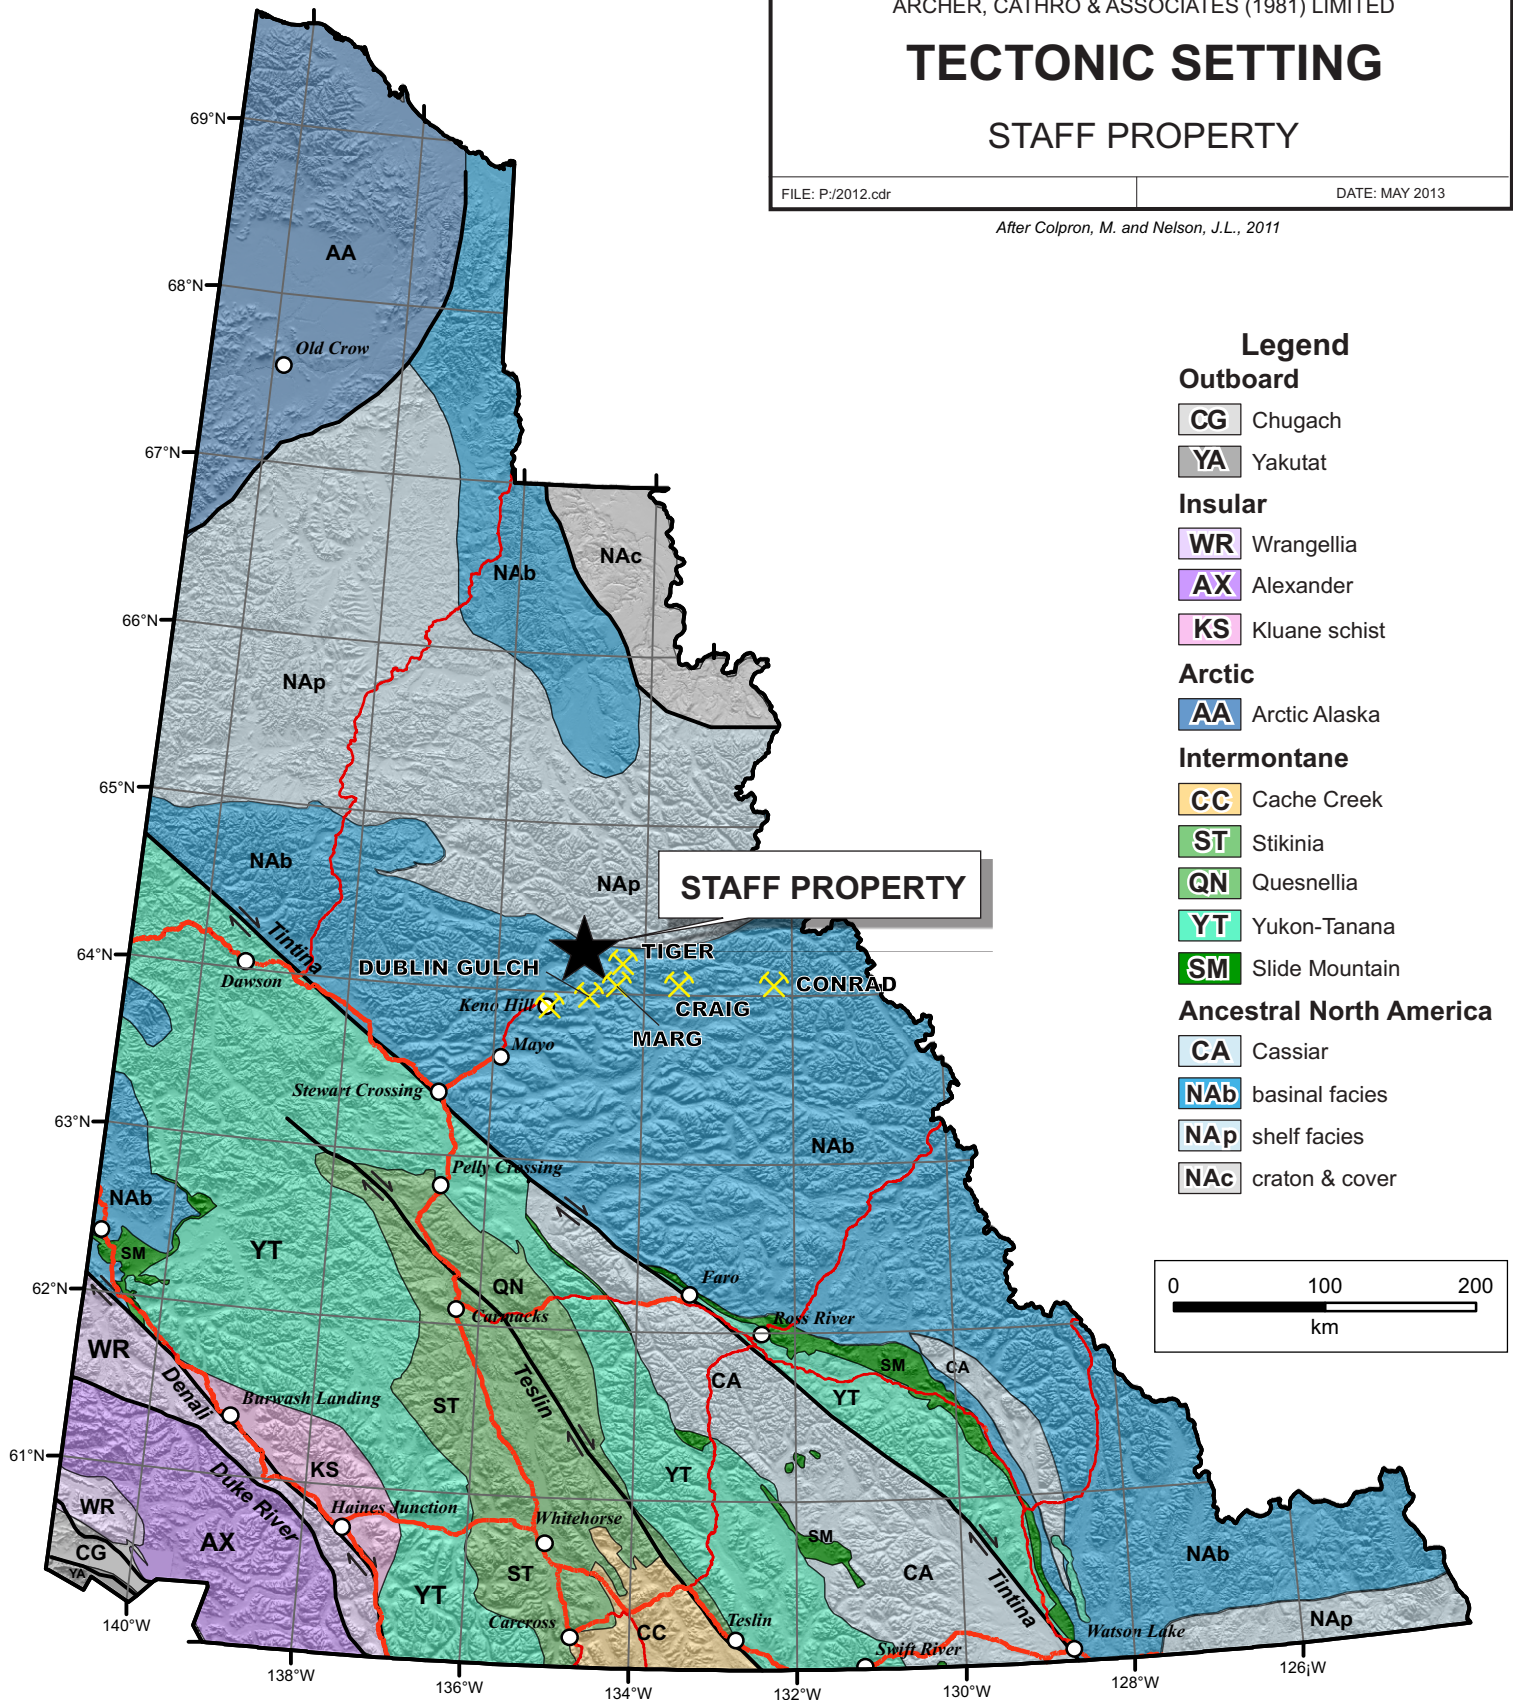 ARCHER, CATHRO & ASSOCIATES (1981) LIMITED
TECTONIC SETTING
STAFF PROPERTY
FILE: P:/2012.cdr
DATE: MAY 2013
After Colpron, M. and Nelson, J.L., 2011
Legend
Outboard
CG Chugach
YA Yakutat
Insular
WR Wrangellia
AX Alexander
KS Kluane schist
Arctic
AA Arctic Alaska
Intermontane
CC Cache Creek
ST Stikinia
QN Quesnellia
YT Yukon-Tanana
SM Slide Mountain
Ancestral North America
CA Cassiar
NAb basinal facies
NAp shelf facies
NAc craton & cover
0 100 200
km
69°N
AA
68°N
Old Crow
67°N
NAc
NAb
66°N
NAp
65°N
NAb
NAp
STAFF PROPERTY
Tintina
64°N
TIGER
DUBLIN GULCH
Dawson
CONRAD
Keno Hill
CRAIG
MARG
Mayo
Stewart Crossing
63°N
NAb
Pelly Crossing
NAb
YT
SM
62°N
QN
Faro
Carmacks
Ross River
WR
SM
CA
Denali
CA
Burwash Landing
Teslin
YT
ST
61°N
KS
YT
Duke River
WR
Haines Junction
Whitehorse
SM
AX
CG
YA
ST
CA
NAb
YT
Tintina
140°W
Carcross
CC
Teslin
Swift River
Watson Lake
NAp
138°W
136°W
134°W
132°W
130°W
128°W
126¡W